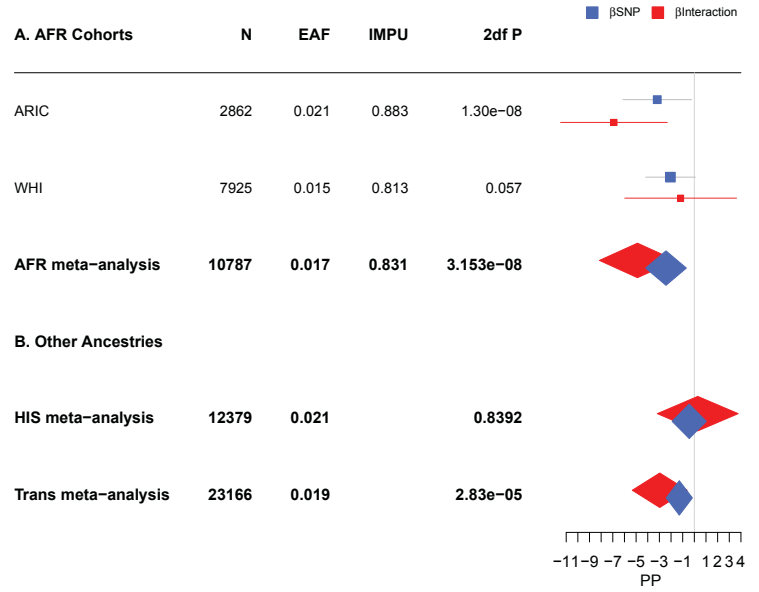 βSNP βInteraction
A. AFR Cohorts N EAF IMPU 2df P
ARIC 2862 0.021 0.883 1.30e−08
WHI 7925 0.015 0.813 0.057
AFR meta−analysis 10787 0.017 0.831 3.153e−08
B. Other Ancestries
HIS meta−analysis 12379 0.021 0.8392
Trans meta−analysis 23166 0.019 2.83e−05
−11 −9 −7 −5 −3 −1 1 2 3 4
PP